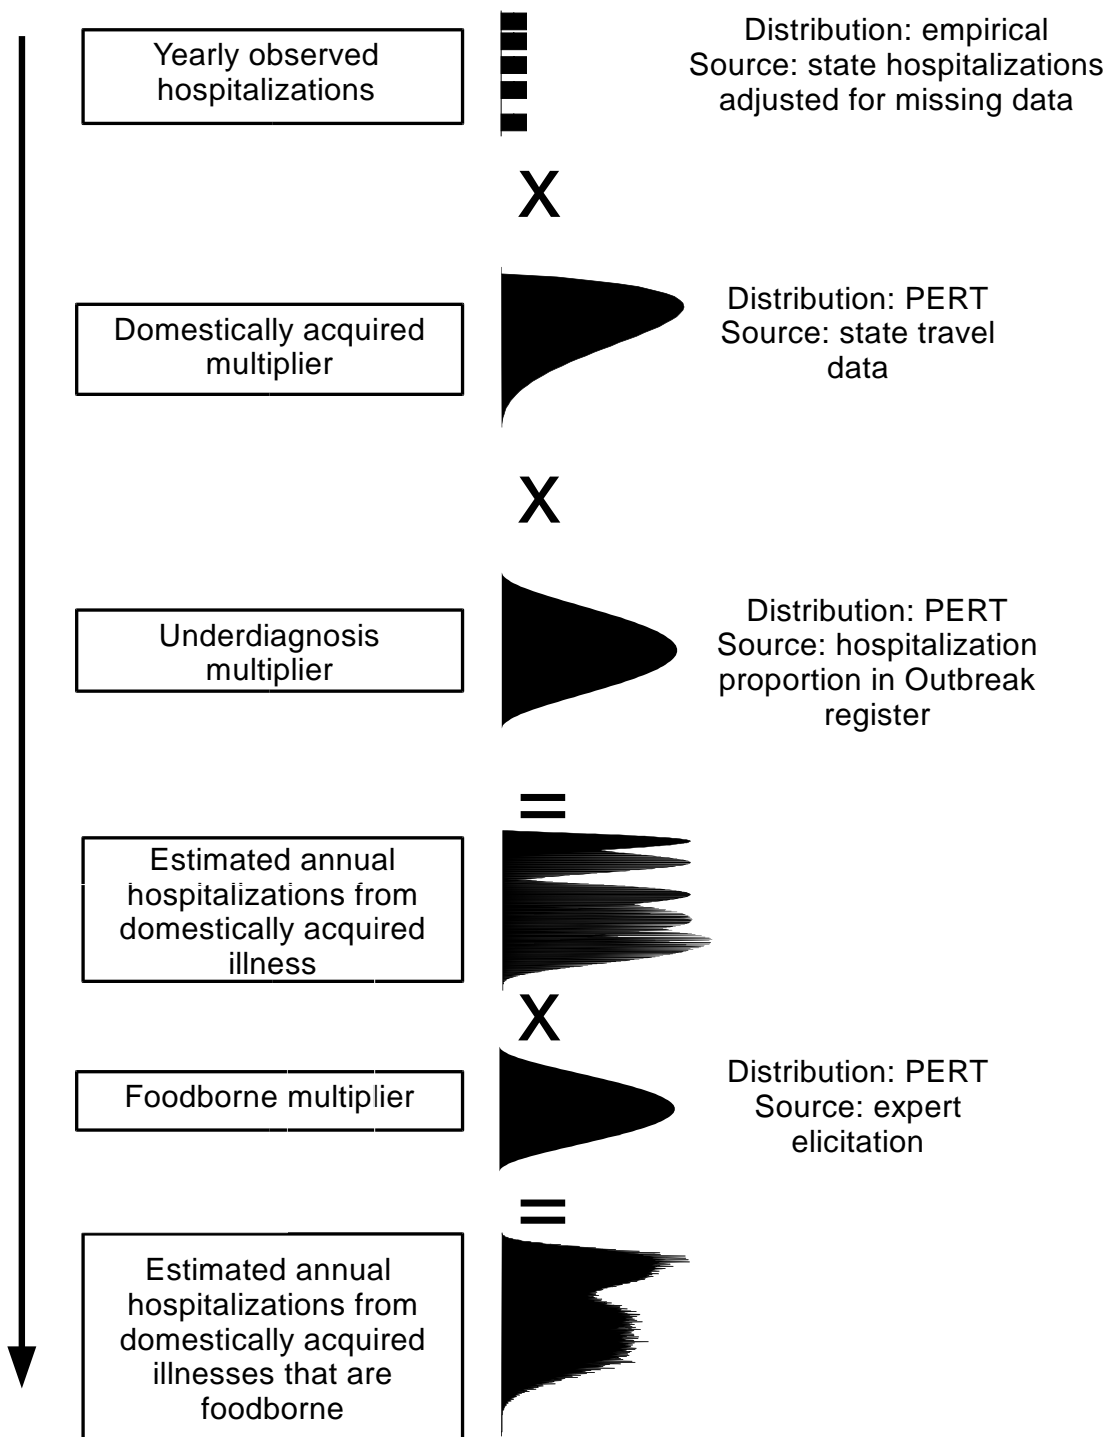 Yearly observed
hospitalizations
Distribution: empirical
Source: state hospitalizations
adjusted for missing data
X
Domestically acquired
multiplier
Distribution: PERT
Source: state travel
data
X
Underdiagnosis
multiplier
Distribution: PERT
Source: hospitalization
proportion in Outbreak
register
=
Estimated annual
hospitalizations from
domestically acquired
illness
X
Foodborne multiplier
Distribution: PERT
Source: expert
elicitation
=
Estimated annual
hospitalizations from
domestically acquired
illnesses that are
foodborne